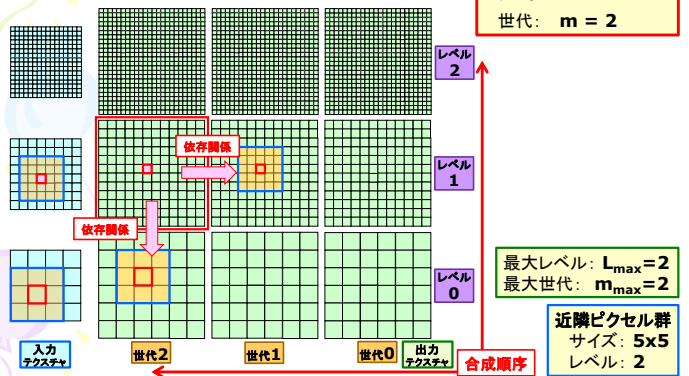 世代: m = 2
レベル
2
依存関係
レベル
1
依存関係
レベル
0
最大レベル: Lmax=2
最大世代: mmax=2
近隣ピクセル群
サイズ: 5x5
レベル: 2
入力
テクスチャ
世代2
世代1
世代0
出力
テクスチャ
合成順序